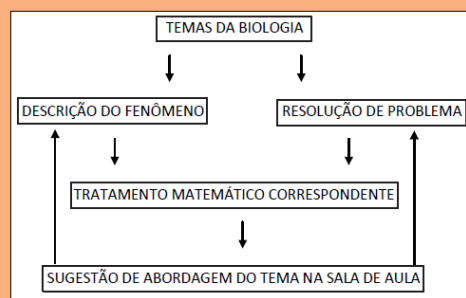 TEMAS DA BIOLOGIA
DESCRIÇÃO DO FENÔMENO
RESOLUÇÃO DE PROBLEMA
TRATAMENTO MATEMÁTICO CORRESPONDENTE
SUGESTÃO DE ABORDAGEM DO TEMA NA SALA DE AULA